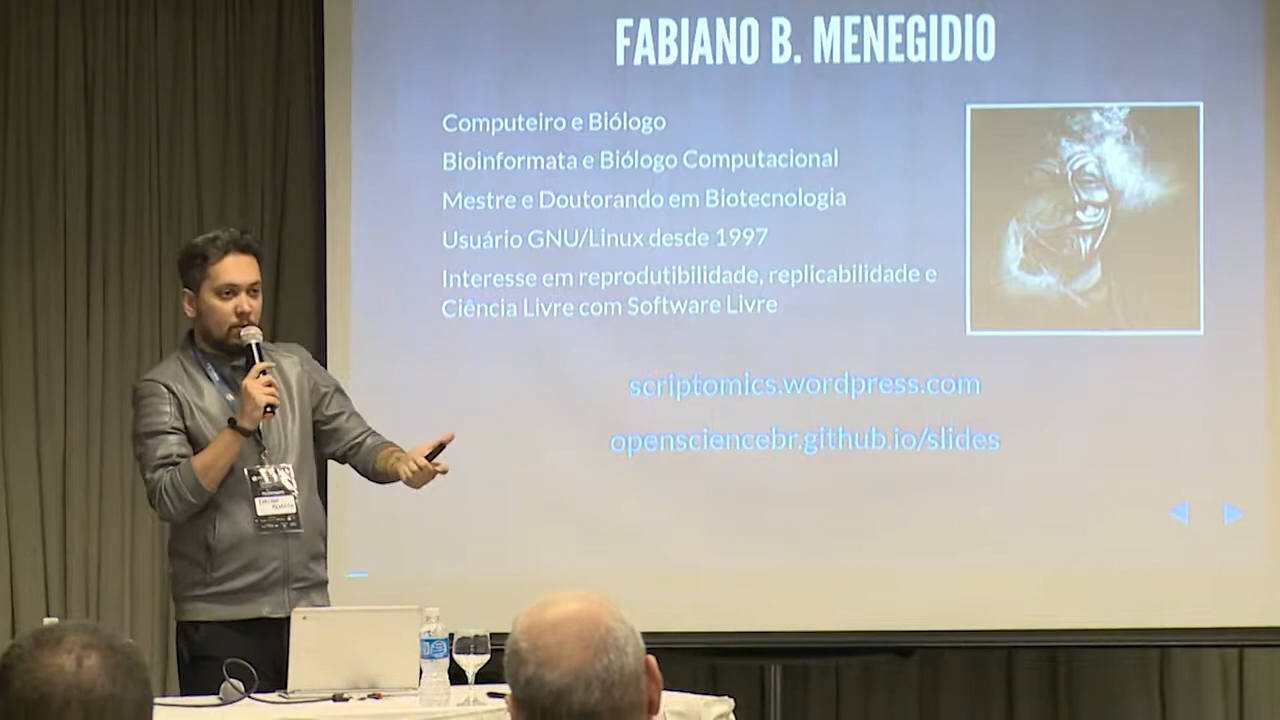 FABIANO B. MENEGIDIO
Computeiro e Biólogo
Bioinformata e Biólogo Computacional
Mestre e Doutorando em Biotecnologia
Usuário GNU/Linux desde 1997
Interesse em reprodutibilidade, replicabilidade e
Ciência Livre com Software Livre
scriptomics.wordpress.com
opensciencebr.github.io/slides